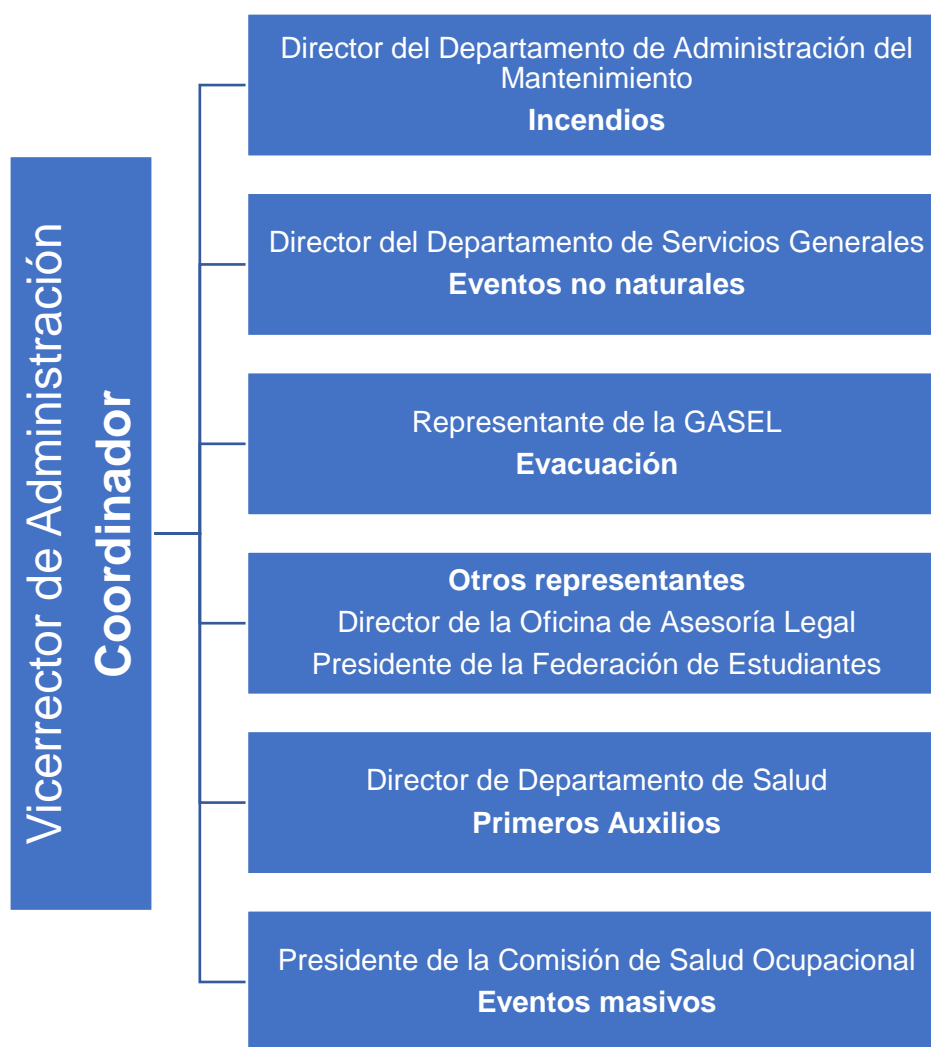 Vicerrector de Administración
Coordinador
Director del Departamento de Administración del
Mantenimiento
Incendios
Director del Departamento de Servicios Generales
Eventos no naturales
Representante de la GASEL
Evacuación
Otros representantes
Director de la Oficina de Asesoría Legal
Presidente de la Federación de Estudiantes
Director de Departamento de Salud
Primeros Auxilios
Presidente de la Comisión de Salud Ocupacional
Eventos masivos